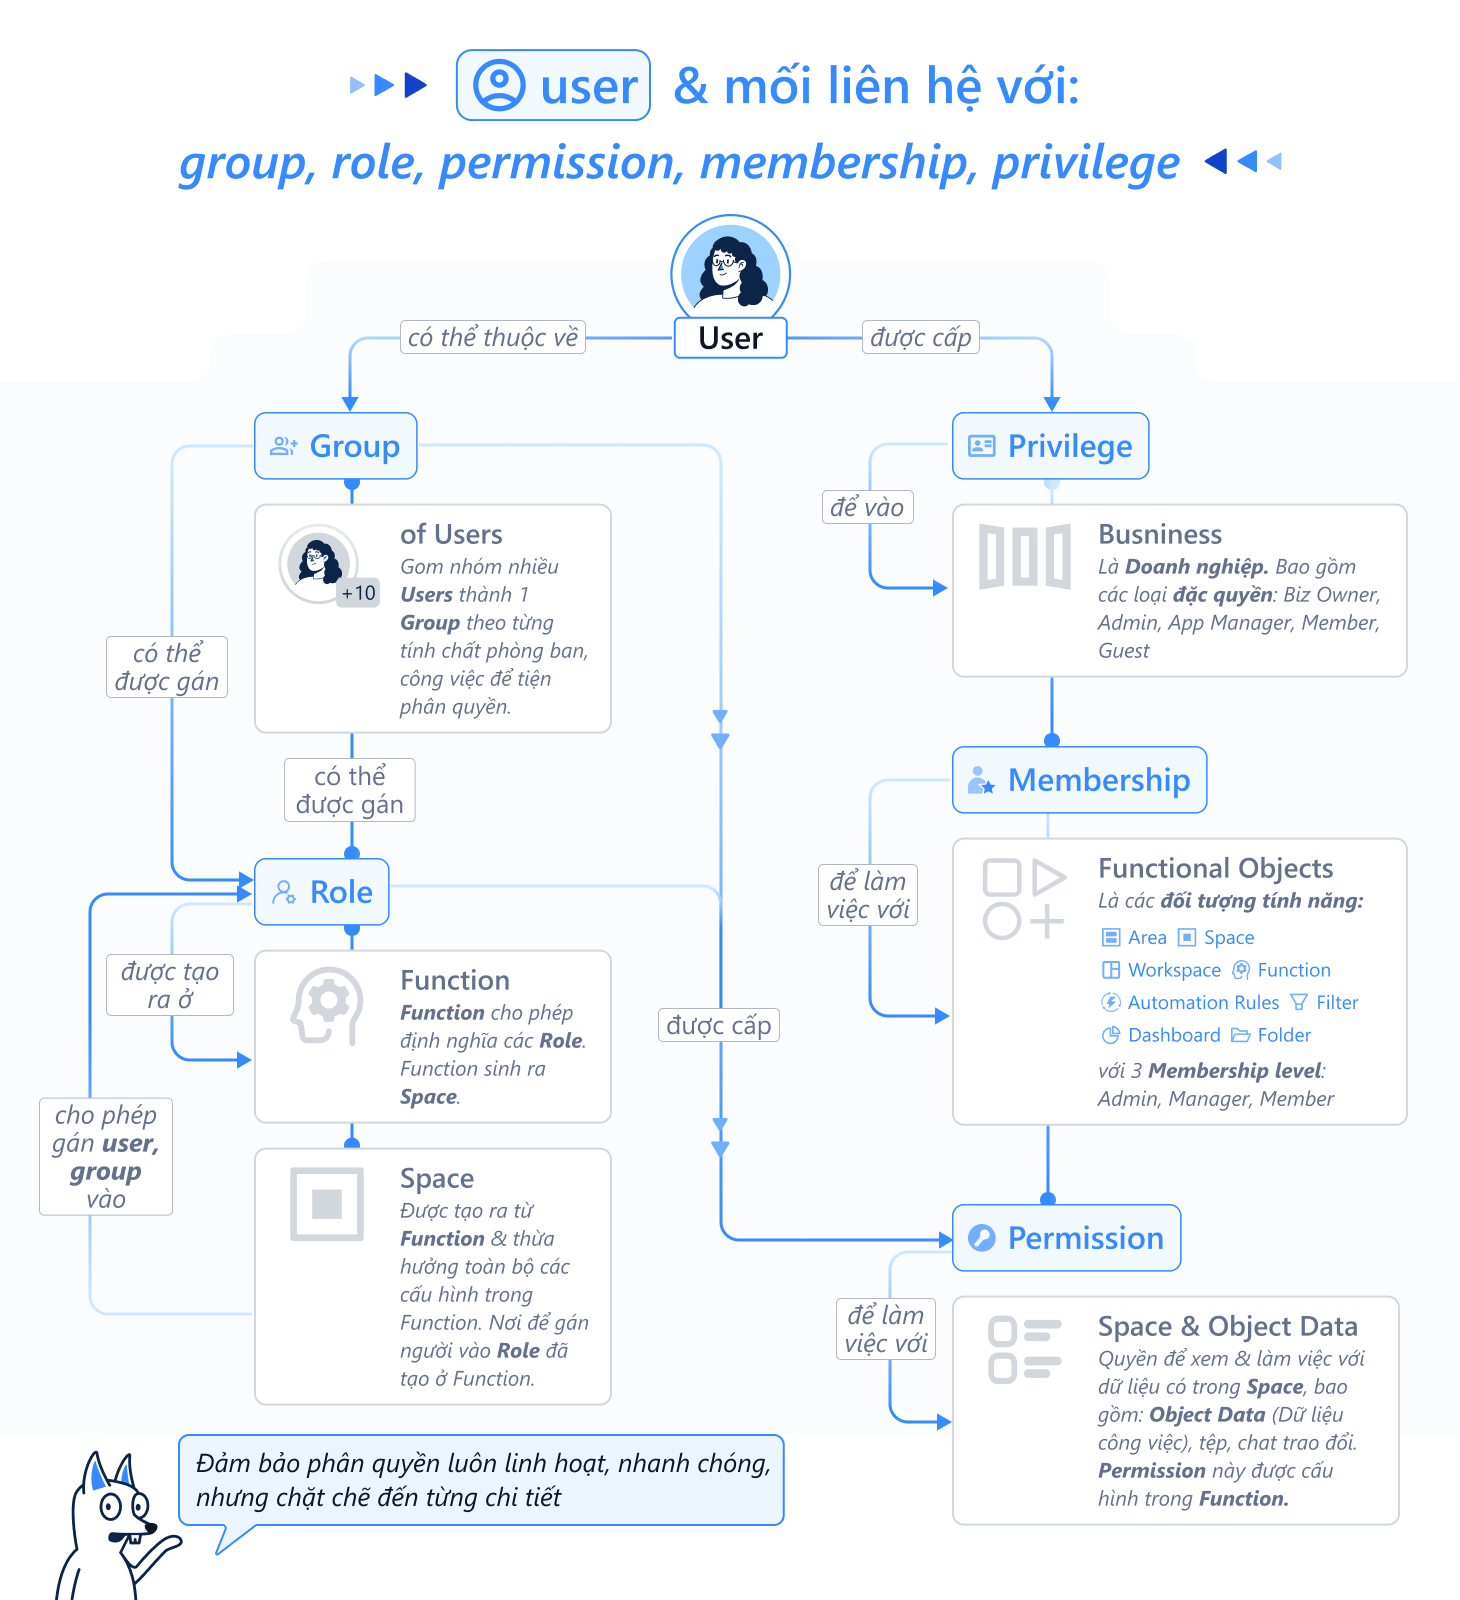 user & mối liên hệ với:
group, role, permission, membership, privilege
User
có thể thuộc về
được cấp
Group
Privilege
có thể
được gán
of Users
Gom nhóm nhiều
Users thành 1
Group theo từng
tính chất phòng ban,
công việc để tiện
phân quyền.
+10
để vào
Busniness
Là Doanh nghiệp. Bao gồm
các loại đặc quyền: Biz Owner,
Admin, App Manager, Member,
Guest
có thể
được gán
Membership
Role
để làm
việc với
Functional Objects
Là các đối tượng tính năng:
Area Space
Workspace Function
Automation Rules Filter
Dashboard Folder
với 3 Membership level:
Admin, Manager, Member
được tạo
ra ở
Function
Function cho phép
định nghĩa các Role.
Function sinh ra
Space.
được cấp
cho phép
gán user,
group
vào
Space
Được tạo ra từ
Function & thừa
hưởng toàn bộ các
cấu hình trong
Function. Nơi để gán
người vào Role đã
tạo ở Function.
Permission
để làm
việc với
Space & Object Data
Quyền để xem & làm việc với
dữ liệu có trong Space, bao
gồm: Object Data (Dữ liệu
công việc), tệp, chat trao đổi.
Permission này được cấu
hình trong Function.
Đảm bảo phân quyền luôn linh hoạt, nhanh chóng,
nhưng chặt chẽ đến từng chi tiết